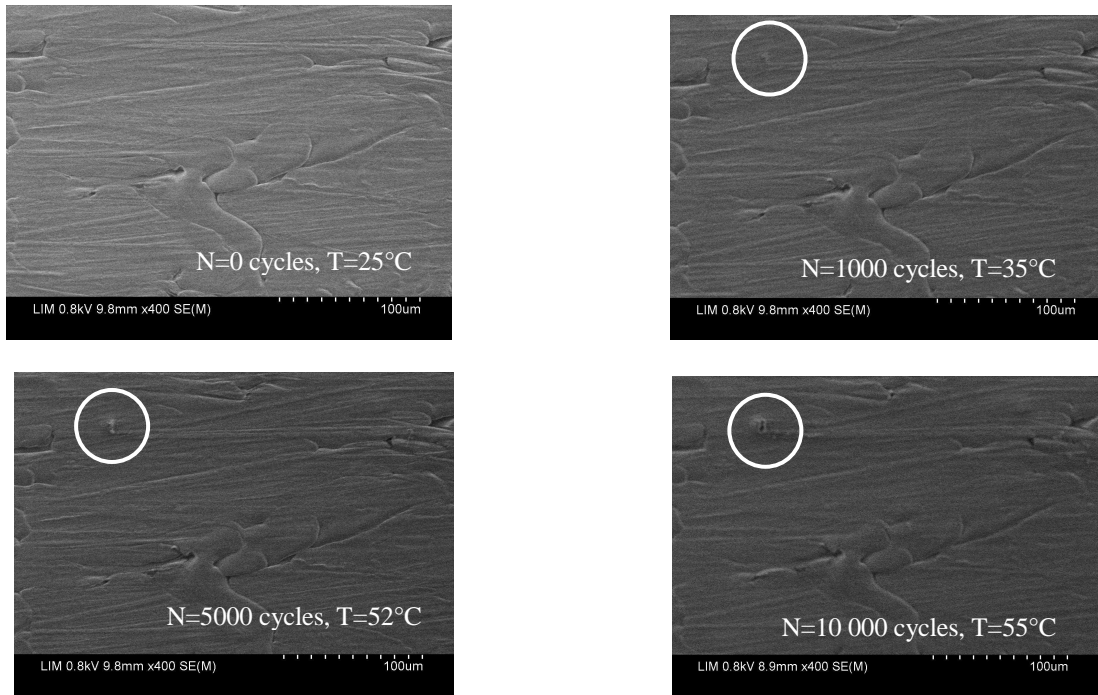 N=0 cycles, T=25°C
LIM 0.8kV 9.8mm x400 SE(M) 100um
N=1000 cycles, T=35°C
LIM 0.8kV 9.8mm x400 SE(M) 100um
N=5000 cycles, T=52°C
LIM 0.8kV 9.8mm x400 SE(M) 100um
N=10 000 cycles, T=55°C
LIM 0.8kV 8.9mm x400 SE(M) 100um